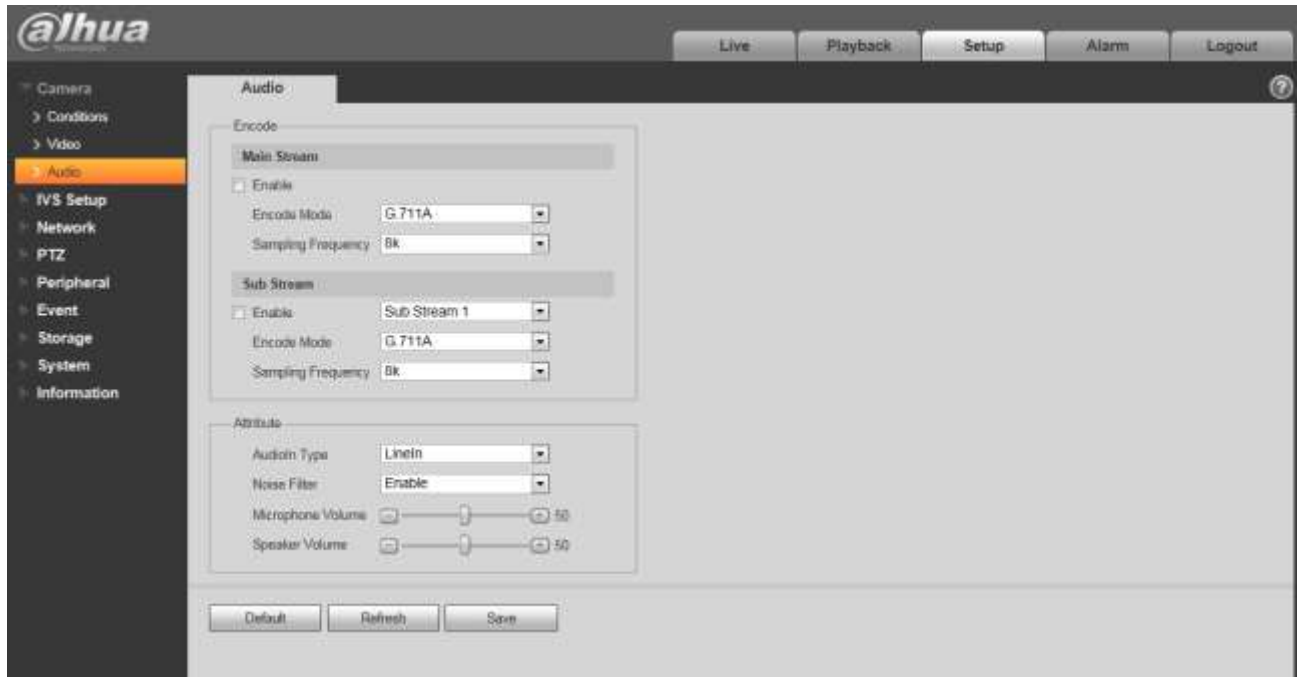 alhua
Technologies
Live Playback Setup Alarm Logout
Camera
Conditions
Video
Audio
IVS Setup
Network
PTZ
Peripheral
Event
Storage
System
Information
Audio
?
Encode
Main Stream
Enable
Encode Mode G.711A
Sampling Frequency 8k
Sub Stream
Enable Sub Stream 1
Encode Mode G.711A
Sampling Frequency 8k
Attribute
AudioIn Type LineIn
Noise Filter Enable
Microphone Volume 50
Speaker Volume 50
Default Refresh Save